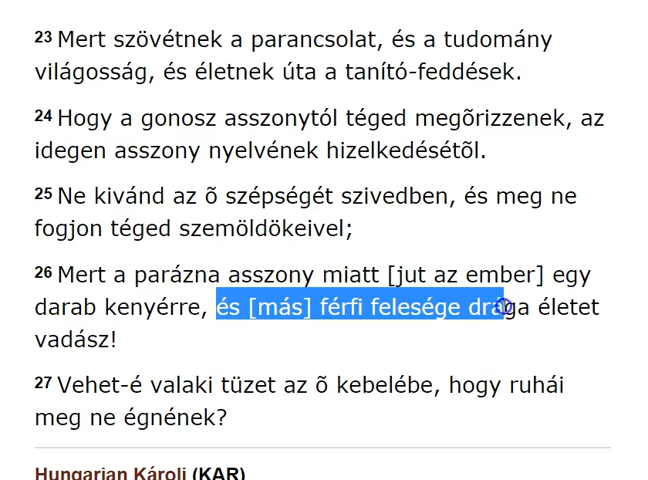 23 Mert szövétnek a parancsolat, és a tudomány
világosság, és életnek úta a tanító-feddések.
24 Hogy a gonosz asszonytól téged megõrizzenek, az
idegen asszony nyelvének hizelkedésétõl.
25 Ne kivánd az õ szépségét szivedben, és meg ne
fogjon téged szemöldökeivel;
26 Mert a parázna asszony miatt [jut az ember] egy
darab kenyérre, és [más] férfi felesége drága életet
vadász!
27 Vehet-é valaki tüzet az õ kebelébe, hogy ruhái
meg ne égnének?
Hungarian Károli (KAR)